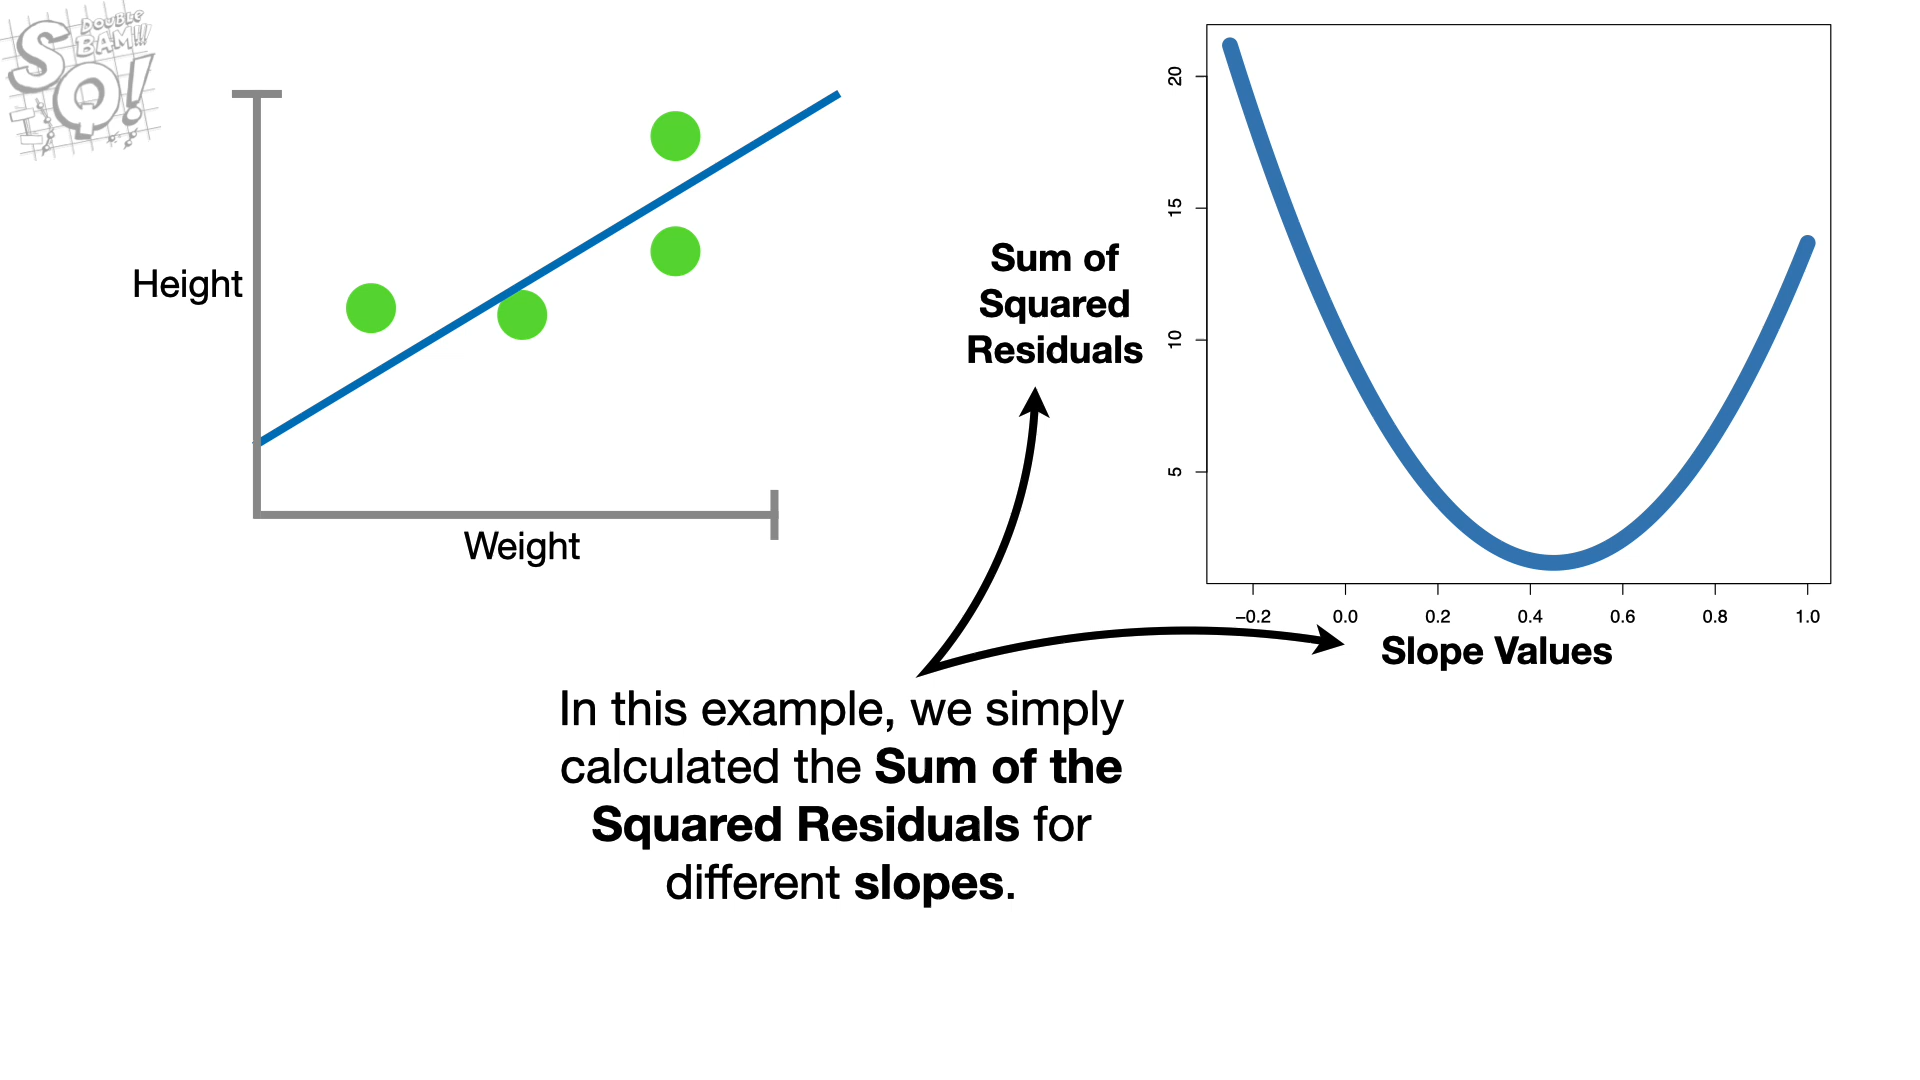 DOUBLE
BAM!!!
SQ!
Height
Weight
Sum of
Squared
Residuals
20
15
10
5
−0.2 0.0 0.2 0.4 0.6 0.8 1.0
Slope Values
In this example, we simply
calculated the Sum of the
Squared Residuals for
different slopes.